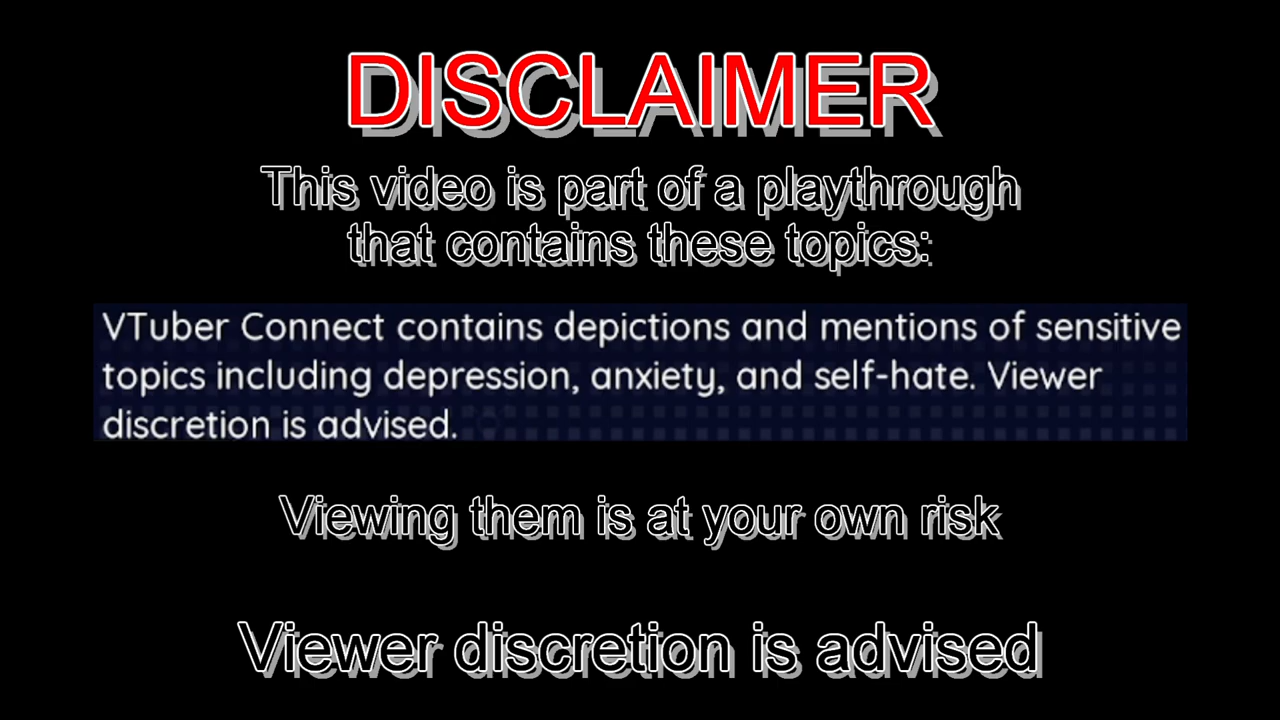 DISCLAIMER
This video is part of a playthrough
that contains these topics:
VTuber Connect contains depictions and mentions of sensitive
topics including depression, anxiety, and self-hate. Viewer
discretion is advised.
Viewing them is at your own risk
Viewer discretion is advised